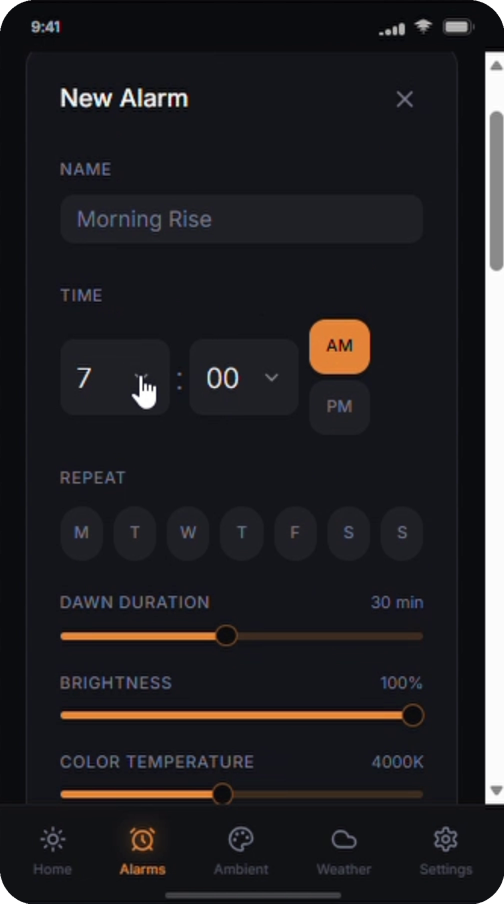 9:41
New Alarm
NAME
Morning Rise
TIME
7 : 00
AM
PM
REPEAT
M T W T F S S
DAWN DURATION 30 min
BRIGHTNESS 100%
COLOR TEMPERATURE 4000K
Home Alarms Ambient Weather Settings